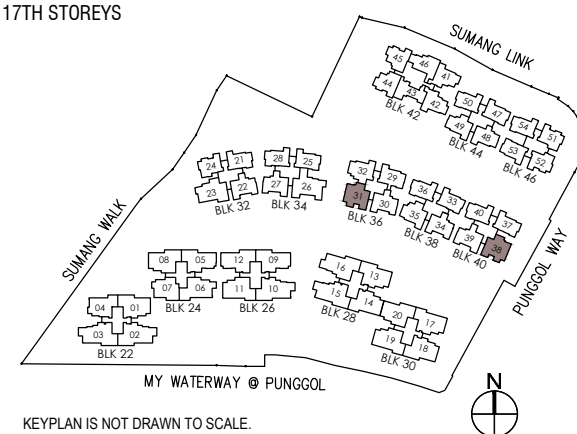 17TH STOREYS
SUMANG LINK
45 46 41
44 43 42
BLK 42
50 47
49 48
BLK 44
54 51
53 52
BLK 46
24 21
23 22
BLK 32
28 25
27 26
BLK 34
32 29
31 30
BLK 36
36 33
35 34
BLK 38
40 37
39 38
BLK 40
SUMANG WALK
PUNGGOL WAY
08 05
07 06
BLK 24
12 09
11 10
BLK 26
16 13
15 14
BLK 28
04 01
03 02
BLK 22
20 17
19 18
BLK 30
MY WATERWAY @ PUNGGOL
N
KEYPLAN IS NOT DRAWN TO SCALE.